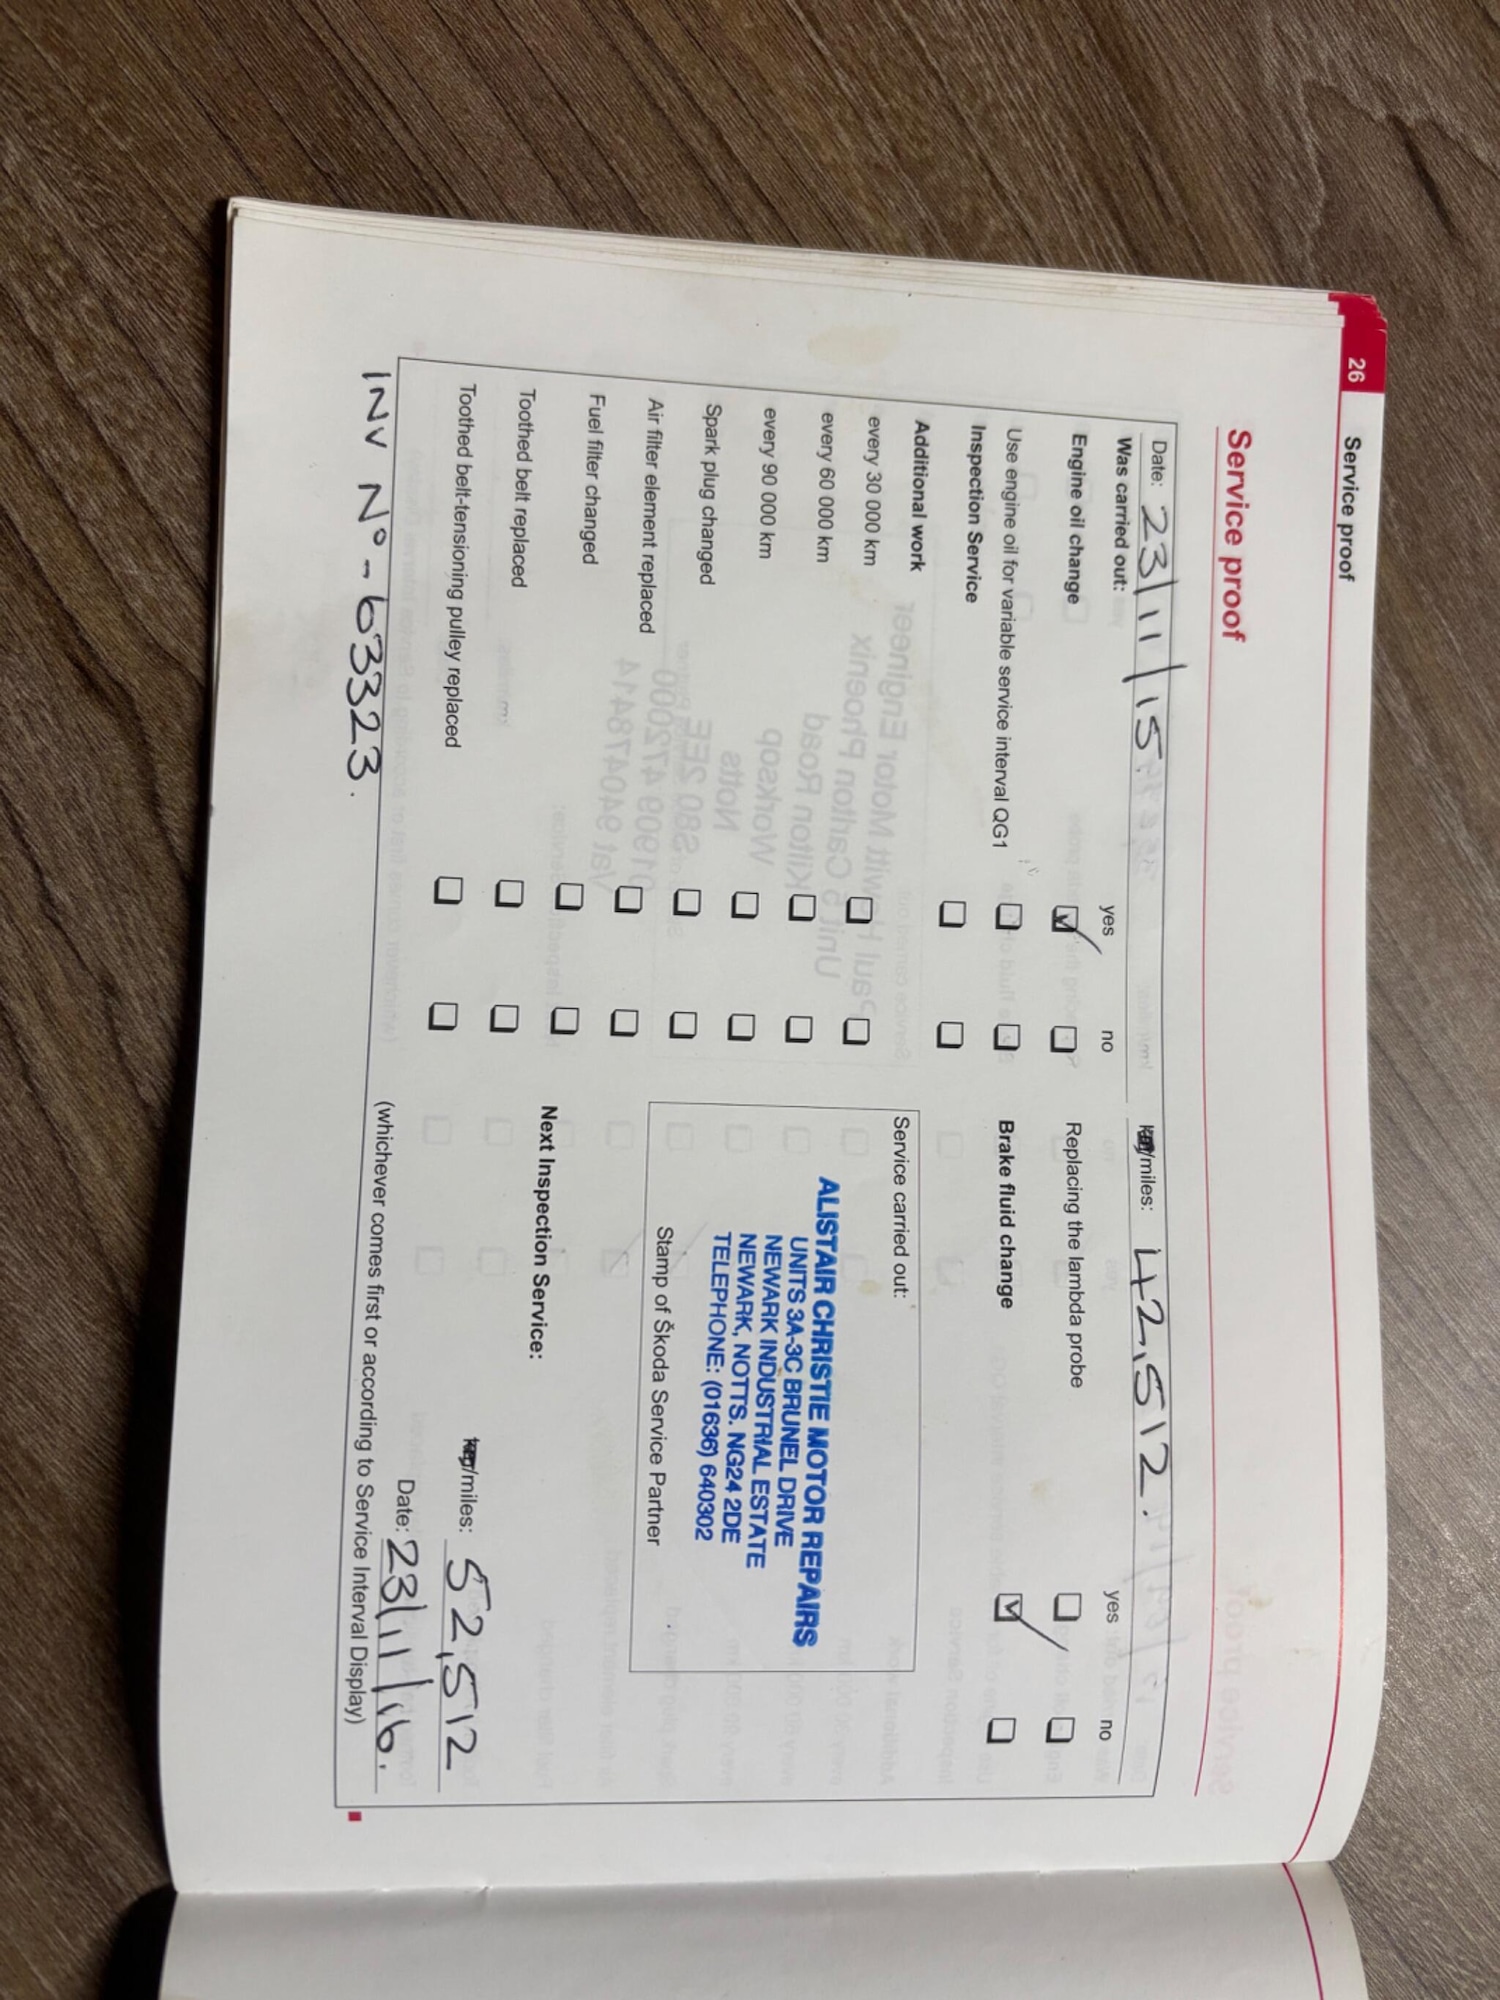 26 Service proof
Service proof
Date: 23/11/15 km/miles: 42,512.
Was carried out: yes no yes no
Engine oil change Replacing the lambda probe
Use engine oil for variable service interval QG1 Brake fluid change
Inspection Service
Additional work
every 30 000 km
every 60 000 km
every 90 000 km
Spark plug changed
Air filter element replaced
Fuel filter changed
Toothed belt replaced
Toothed belt-tensioning pulley replaced
Service carried out:
ALISTAIR CHRISTIE MOTOR REPAIRS
UNITS 3A-3C BRUNEL DRIVE
NEWARK INDUSTRIAL ESTATE
NEWARK, NOTTS. NG24 2DE
TELEPHONE: (01636) 640302
Stamp of Škoda Service Partner
Next Inspection Service:
/miles: 52,512
Date: 23/11/16.
(whichever comes first or according to Service Interval Display)
INV Nº - 633323.